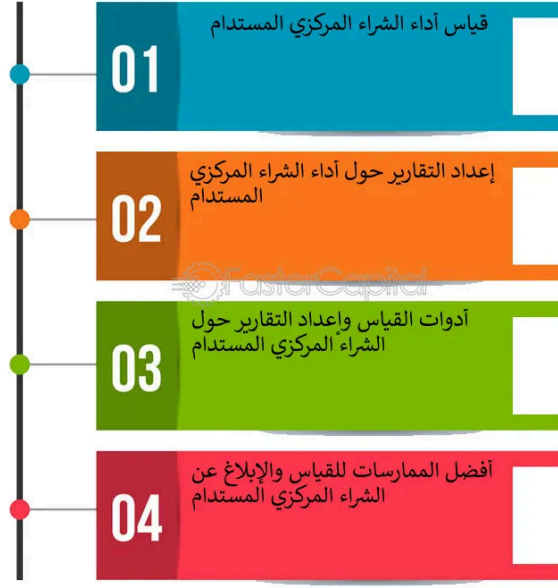 01
قياس أداء الشراء المركزي المستدام
02
إعداد التقارير حول أداء الشراء المركزي
المستدام
FasterCapital
03
أدوات القياس وإعداد التقارير حول
الشراء المركزي المستدام
04
أفضل الممارسات للقياس والإبلاغ عن
الشراء المركزي المستدام